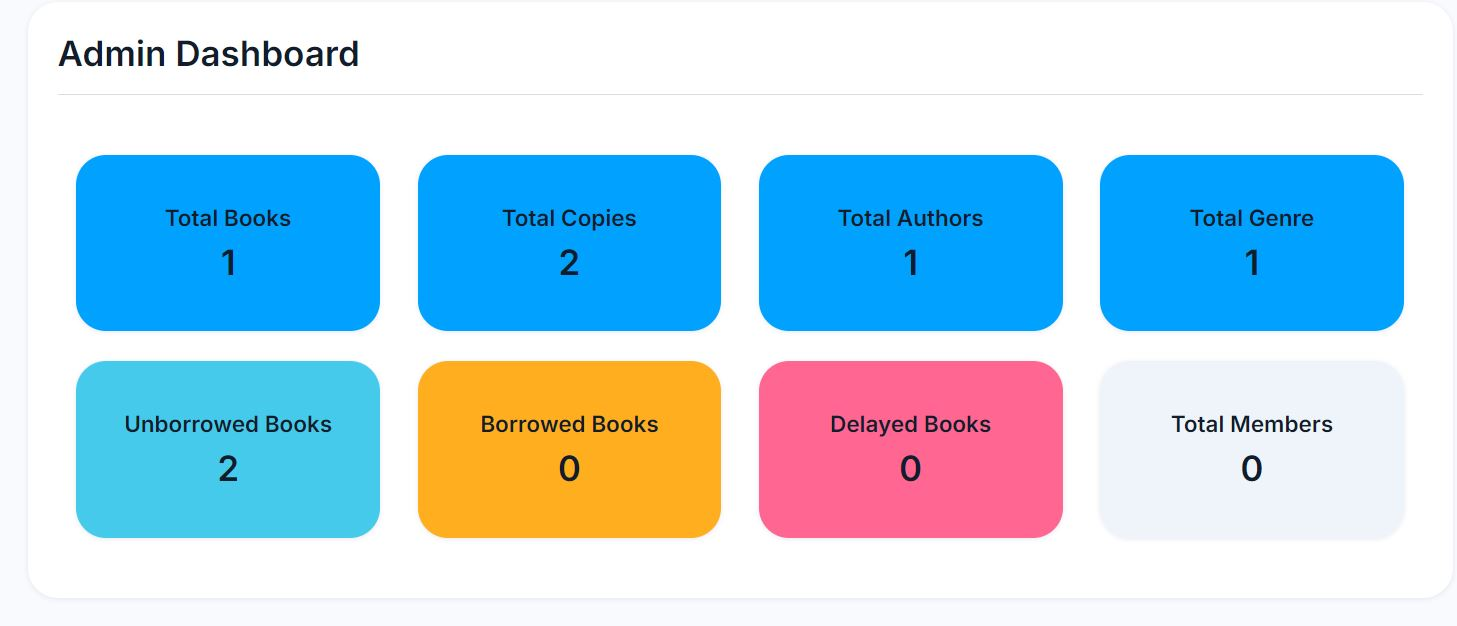 Admin Dashboard
Total Books
1
Total Copies
2
Total Authors
1
Total Genre
1
Unborrowed Books
2
Borrowed Books
0
Delayed Books
0
Total Members
0